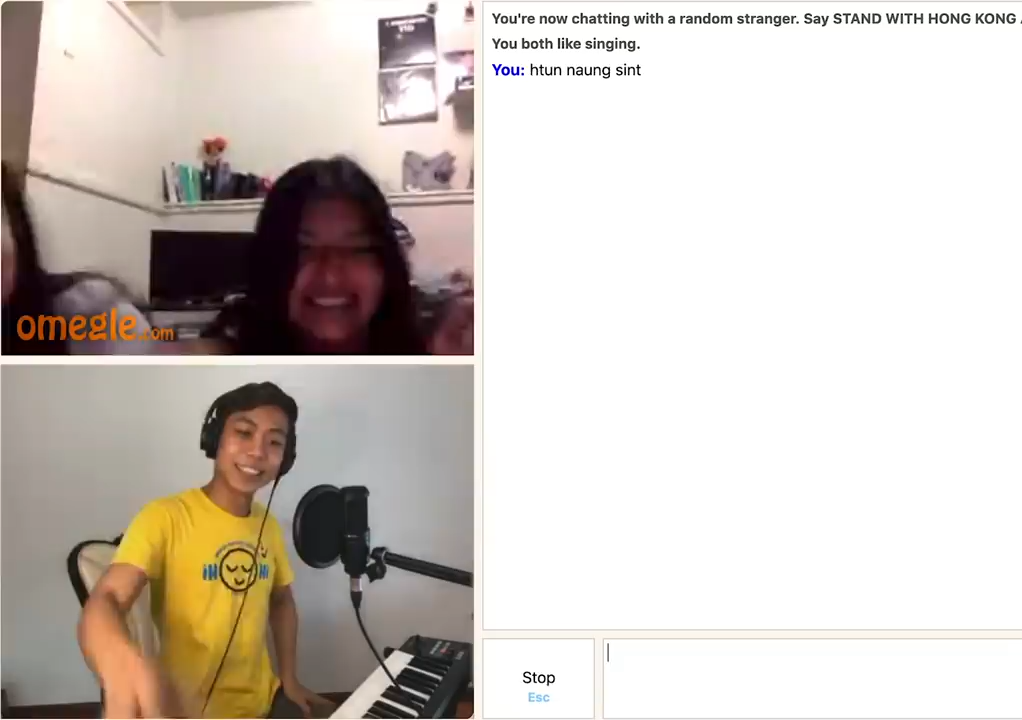 You're now chatting with a random stranger. Say STAND WITH HONG KONG
You both like singing.
You: htun naung sint
omegle.com
Stop
Esc